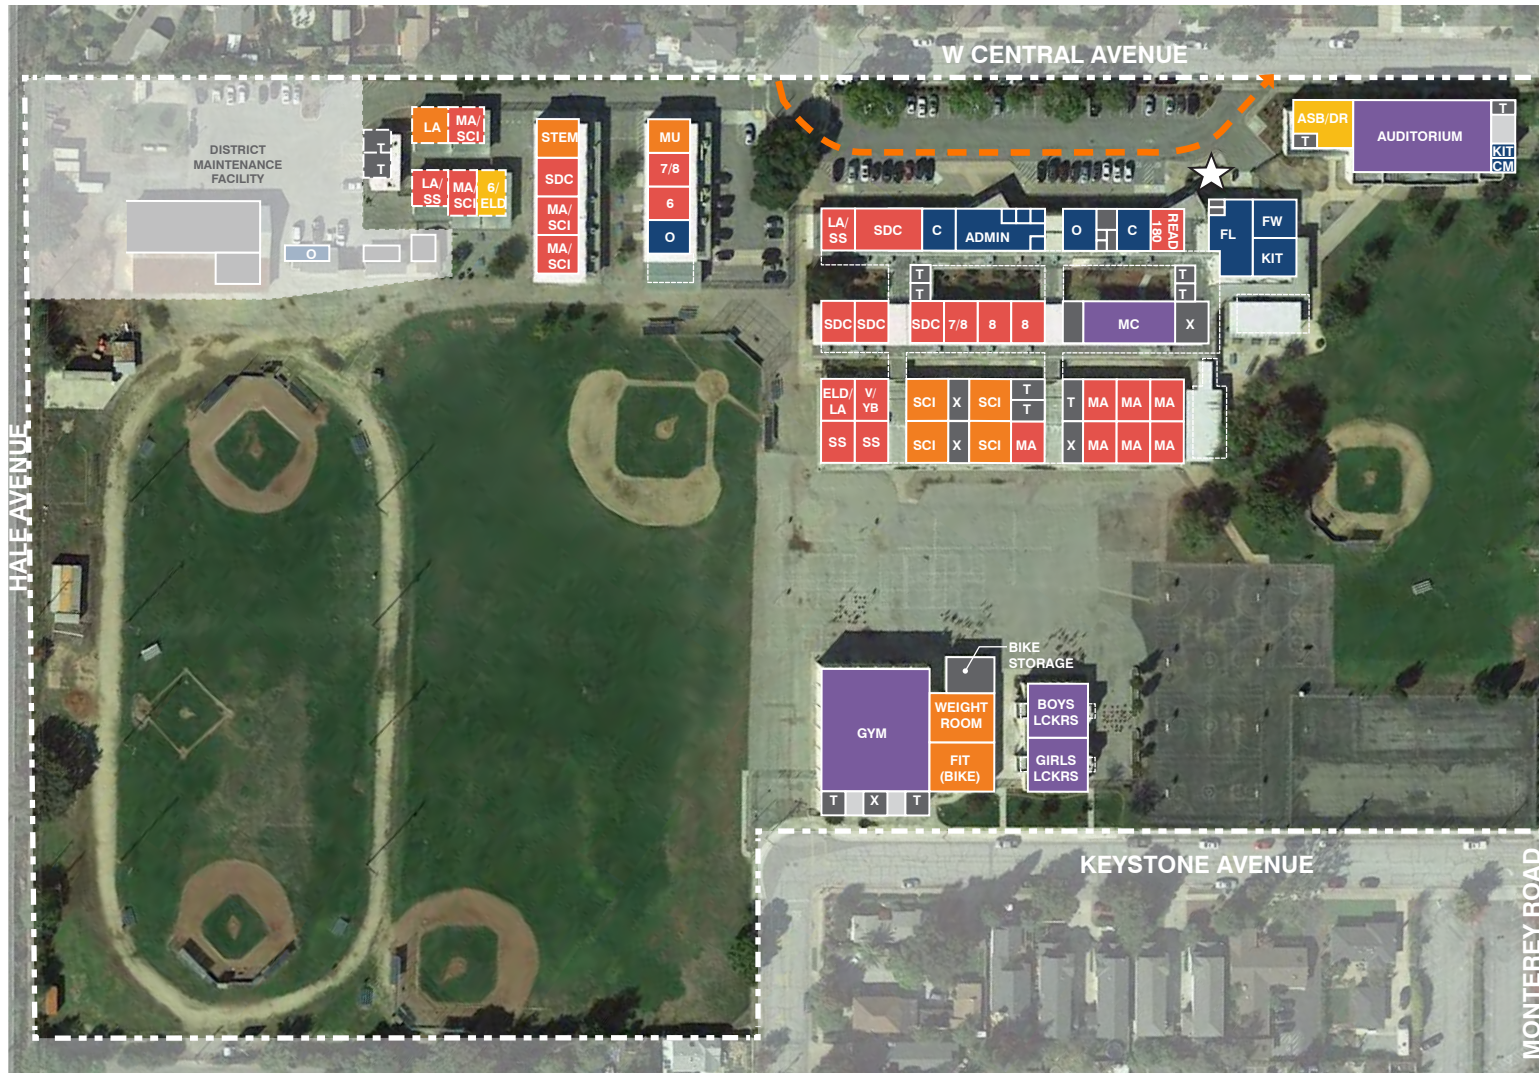 W CENTRAL AVENUE
HALE AVENUE
DISTRICT
MAINTENANCE
FACILITY
O
T
T
LA
MA/
SCI
LA/
SS
MA/
SCI
6/
ELD
STEM
SDC
MA/
SCI
MA/
SCI
MU
7/8
6
O
ASB/DR
T
AUDITORIUM
T
KIT
CM
LA/
SS
SDC
C
ADMIN
O
C
READ
180
FL
FW
KIT
T
T
T
T
SDC
SDC
SDC
7/8
8
8
MC
X
ELD/
LA
V/
YB
SCI
X
SCI
T
T
T
MA
MA
MA
SS
SS
SCI
X
SCI
MA
X
MA
MA
MA
BIKE
STORAGE
GYM
WEIGHT
ROOM
FIT
(BIKE)
BOYS
LCKRS
GIRLS
LCKRS
T
X
T
KEYSTONE AVENUE
MONTEREY ROAD